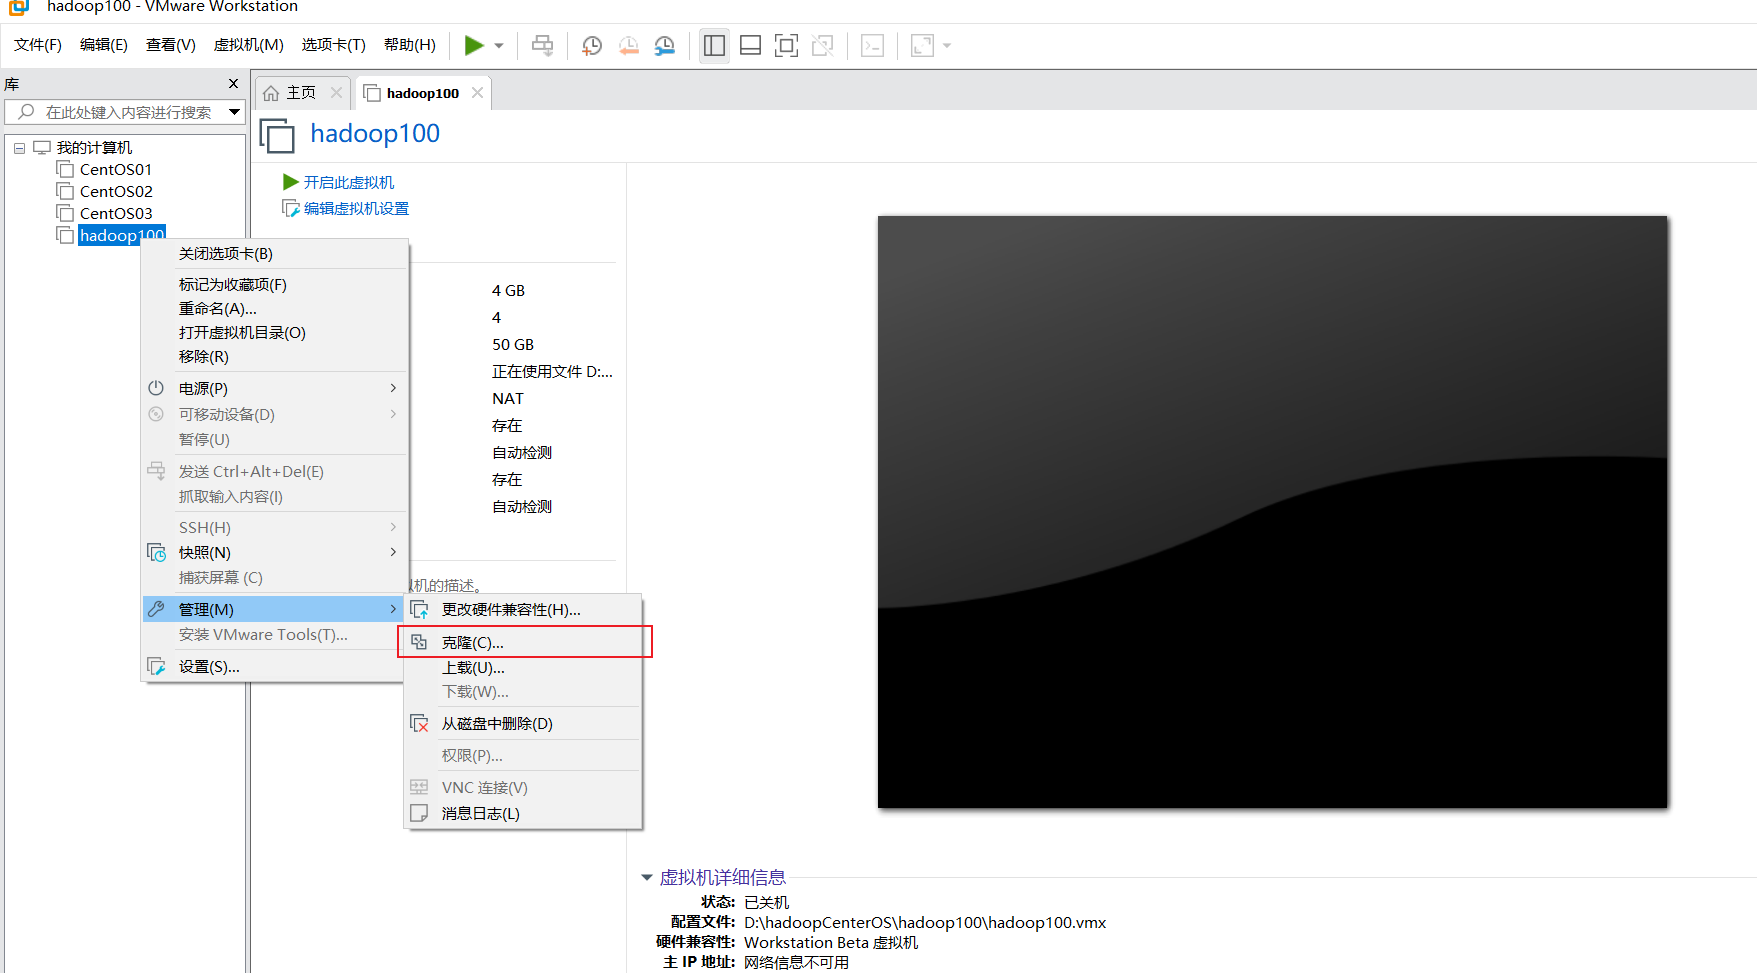 hadoop100 - VMware Workstation
文件(F) 编辑(E) 查看(V) 虚拟机(M) 选项卡(T) 帮助(H)
库
在此处键入内容进行搜索
我的计算机
CentOS01
CentOS02
CentOS03
hadoop100
主页
hadoop100
hadoop100
开启此虚拟机
编辑虚拟机设置
4 GB
4
50 GB
正在使用文件 D:...
NAT
存在
自动检测
存在
自动检测
机的描述。
关闭选项卡(B)
标记为收藏项(F)
重命名(A)...
打开虚拟机目录(O)
移除(R)
电源(P)
可移动设备(D)
暂停(U)
发送 Ctrl+Alt+Del(E)
抓取输入内容(I)
SSH(H)
快照(N)
捕获屏幕 (C)
管理(M)
安装 VMware Tools(T)...
设置(S)...
更改硬件兼容性(H)...
克隆(C)...
上载(U)...
下载(W)...
从磁盘中删除(D)
权限(P)...
VNC 连接(V)
消息日志(L)
虚拟机详细信息
状态: 已关机
配置文件: D:\hadoopCenterOS\hadoop100\hadoop100.vmx
硬件兼容性: Workstation Beta 虚拟机
主 IP 地址: 网络信息不可用